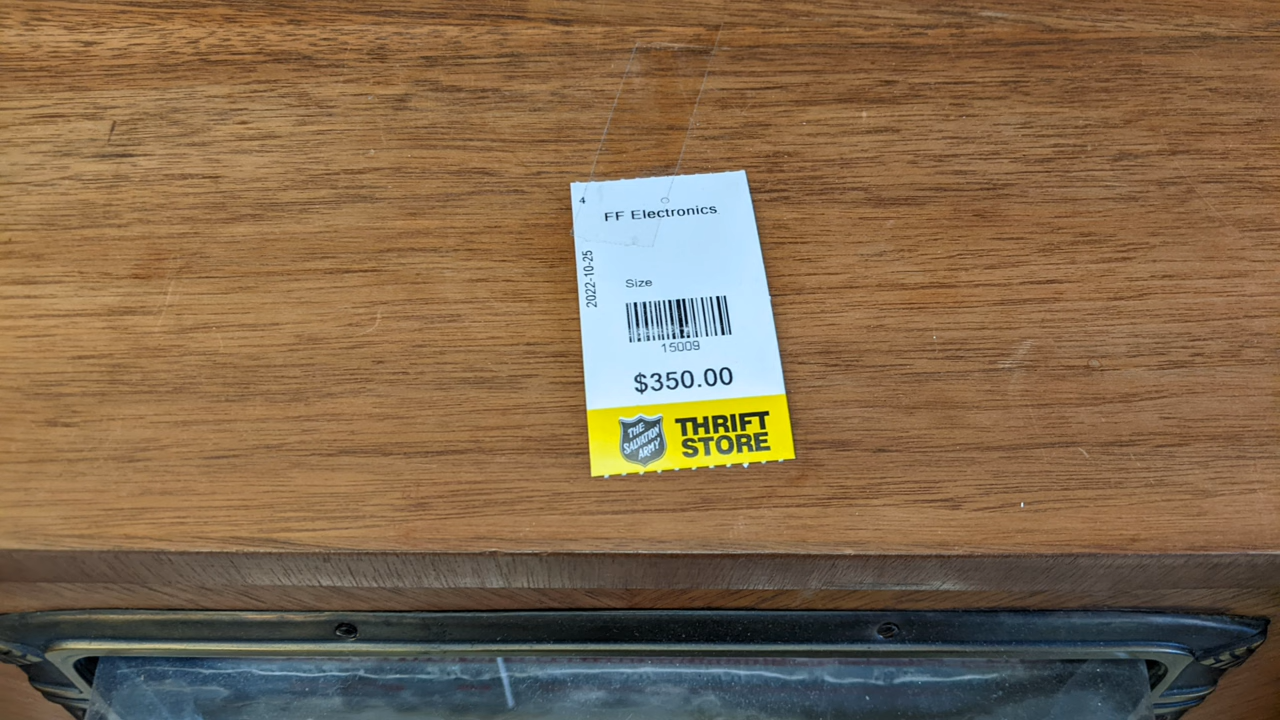 4
FF Electronics
2022-10-25
Size
15009
$350.00
THE
SALVATION
ARMY
THRIFT
STORE